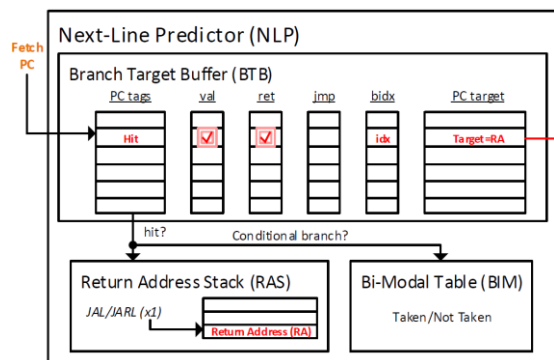 Next-Line Predictor (NLP)
Fetch
PC
Branch Target Buffer (BTB)
PC tags val ret jmp bidx PC target
Hit idx Target=RA
hit? Conditional branch?
Return Address Stack (RAS)
JAL/JARL (x1)
Return Address (RA)
Bi-Modal Table (BIM)
Taken/Not Taken